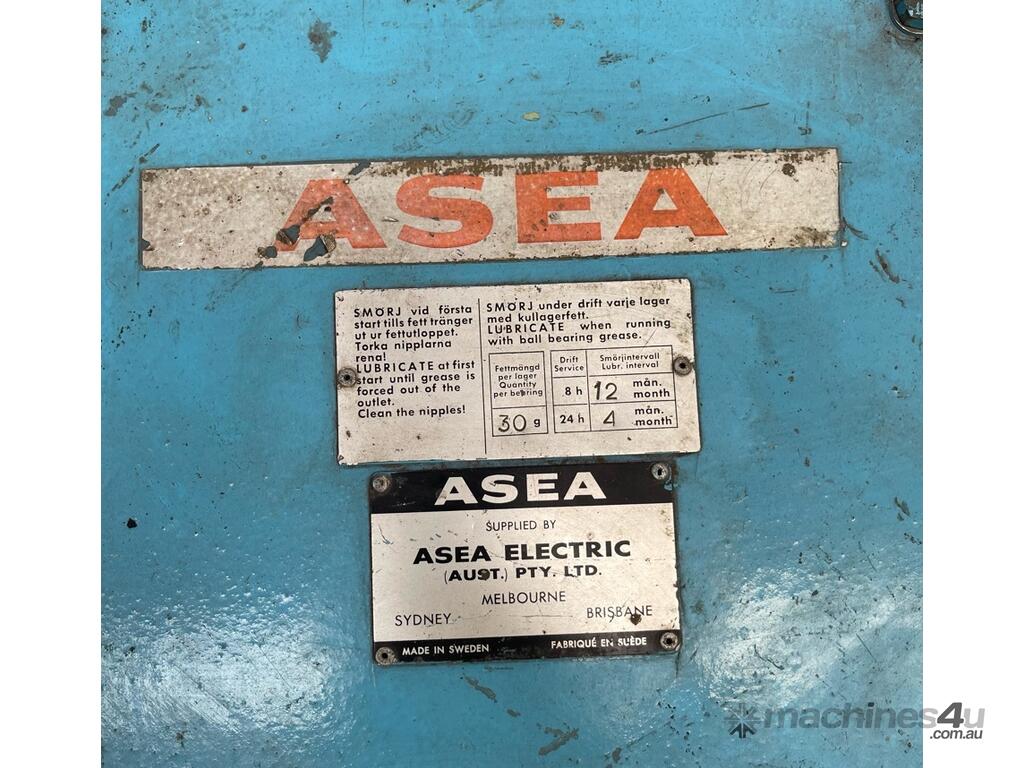 ASEA
SMÖRJ vid första
start tills fett tränger
ut ur fettutloppet.
Torka nipplarna
rena!
LUBRICATE at first
start until grease is
forced out of the
outlet.
Clean the nipples!
SMÖRJ under drift varje lager
med kullagerfett.
LUBRICATE when running
with ball bearing grease.
Fettmängd
per lager
Quantity
per bearing
30 g
Drift
Service
8 h
24 h
Smörjintervall
Lubr. interval
12 mån.
month
4 mån.
month
ASEA
SUPPLIED BY
ASEA ELECTRIC
(AUST.) PTY. LTD.
MELBOURNE
SYDNEY BRISBANE
MADE IN SWEDEN FABRIQUÉ EN SUÈDE
machines4u
.com.au